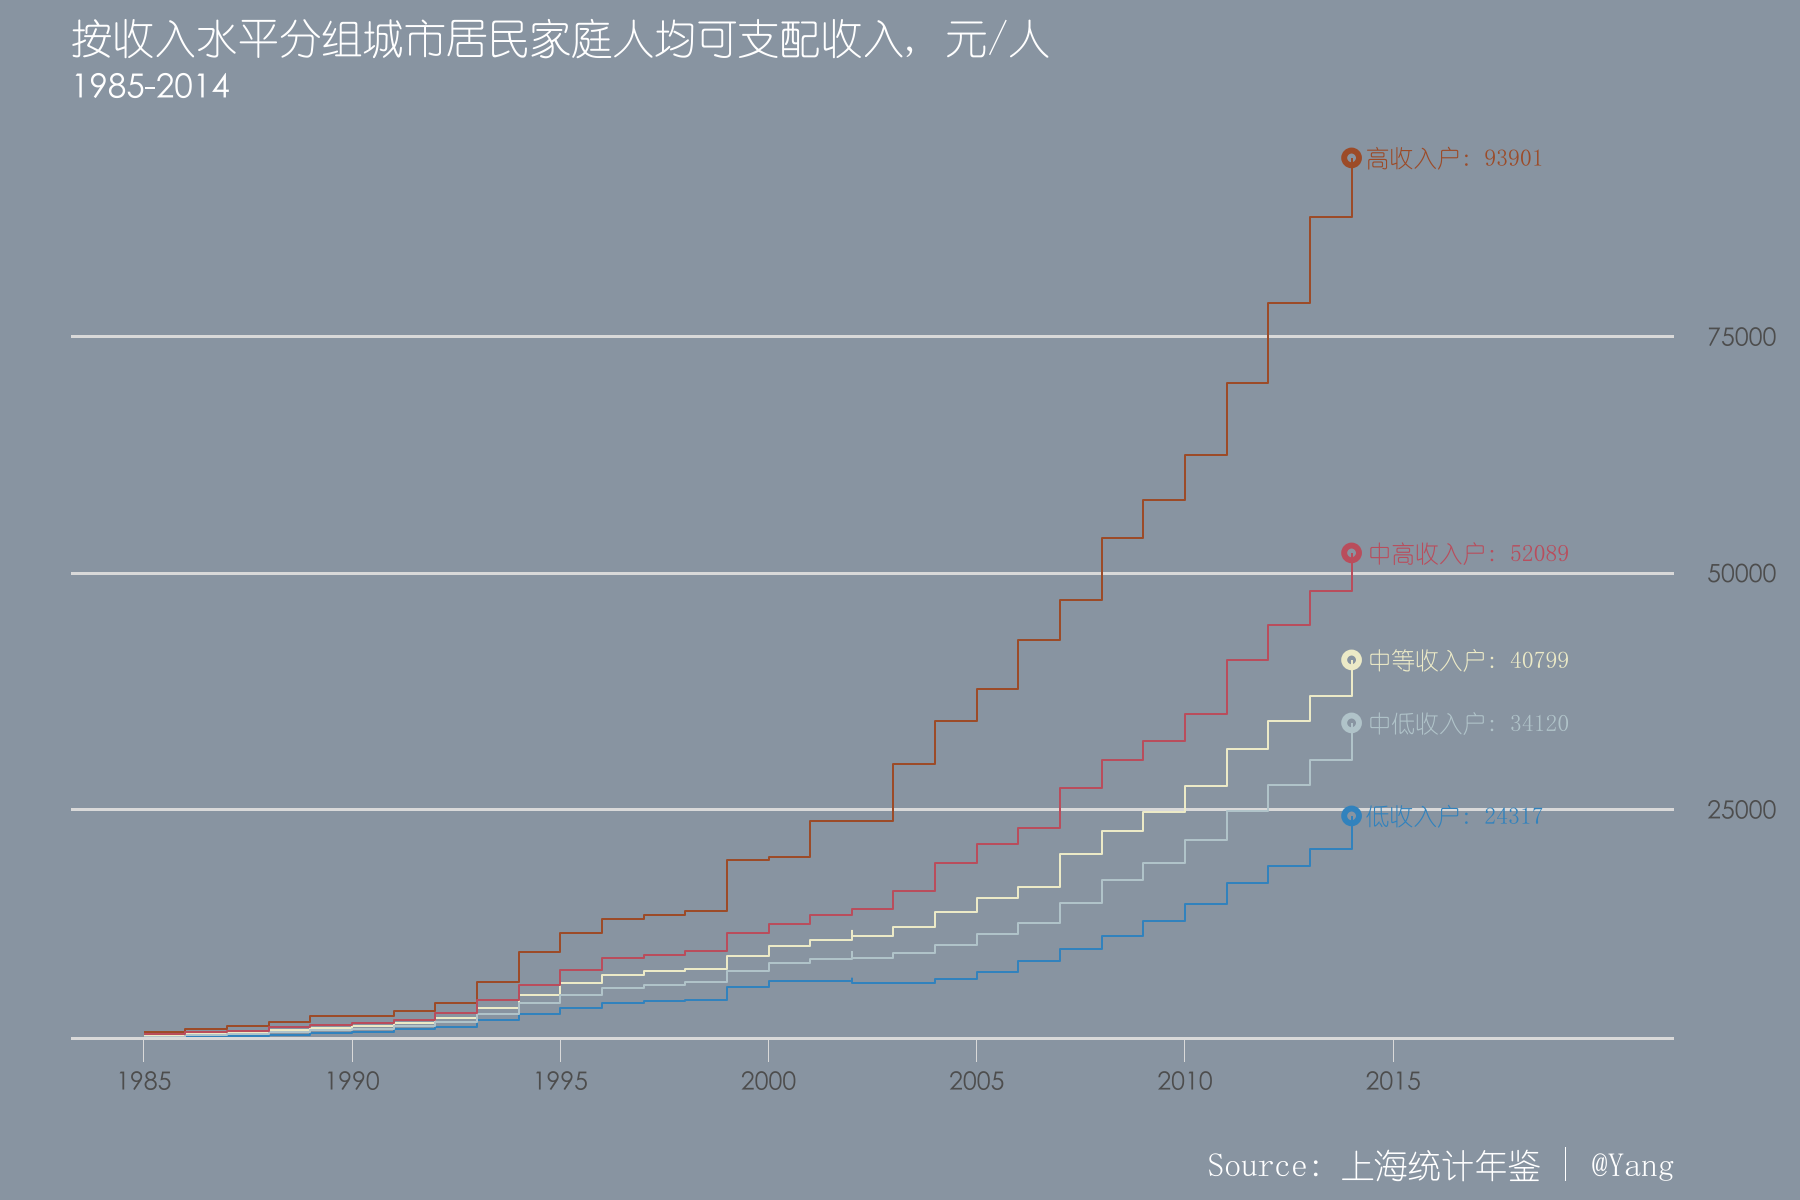 按收入水平分组城市居民家庭人均可支配收入，元/人
1985-2014
高收入户：93901
75000
中高收入户：52089
50000
中等收入户：40799
中低收入户：34120
25000
低收入户：24317
1985 1990 1995 2000 2005 2010 2015
Source: 上海统计年鉴 | @Yang